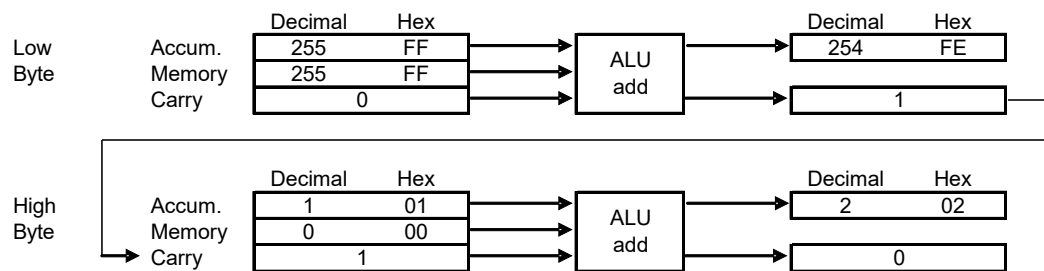 Decimal Hex Decimal Hex
Low Accum. 255 FF ALU 254 FE
Byte Memory 255 FF add
Carry 0 1
Decimal Hex Decimal Hex
High Accum. 1 01 ALU 2 02
Byte Memory 0 00 add
Carry 1 0